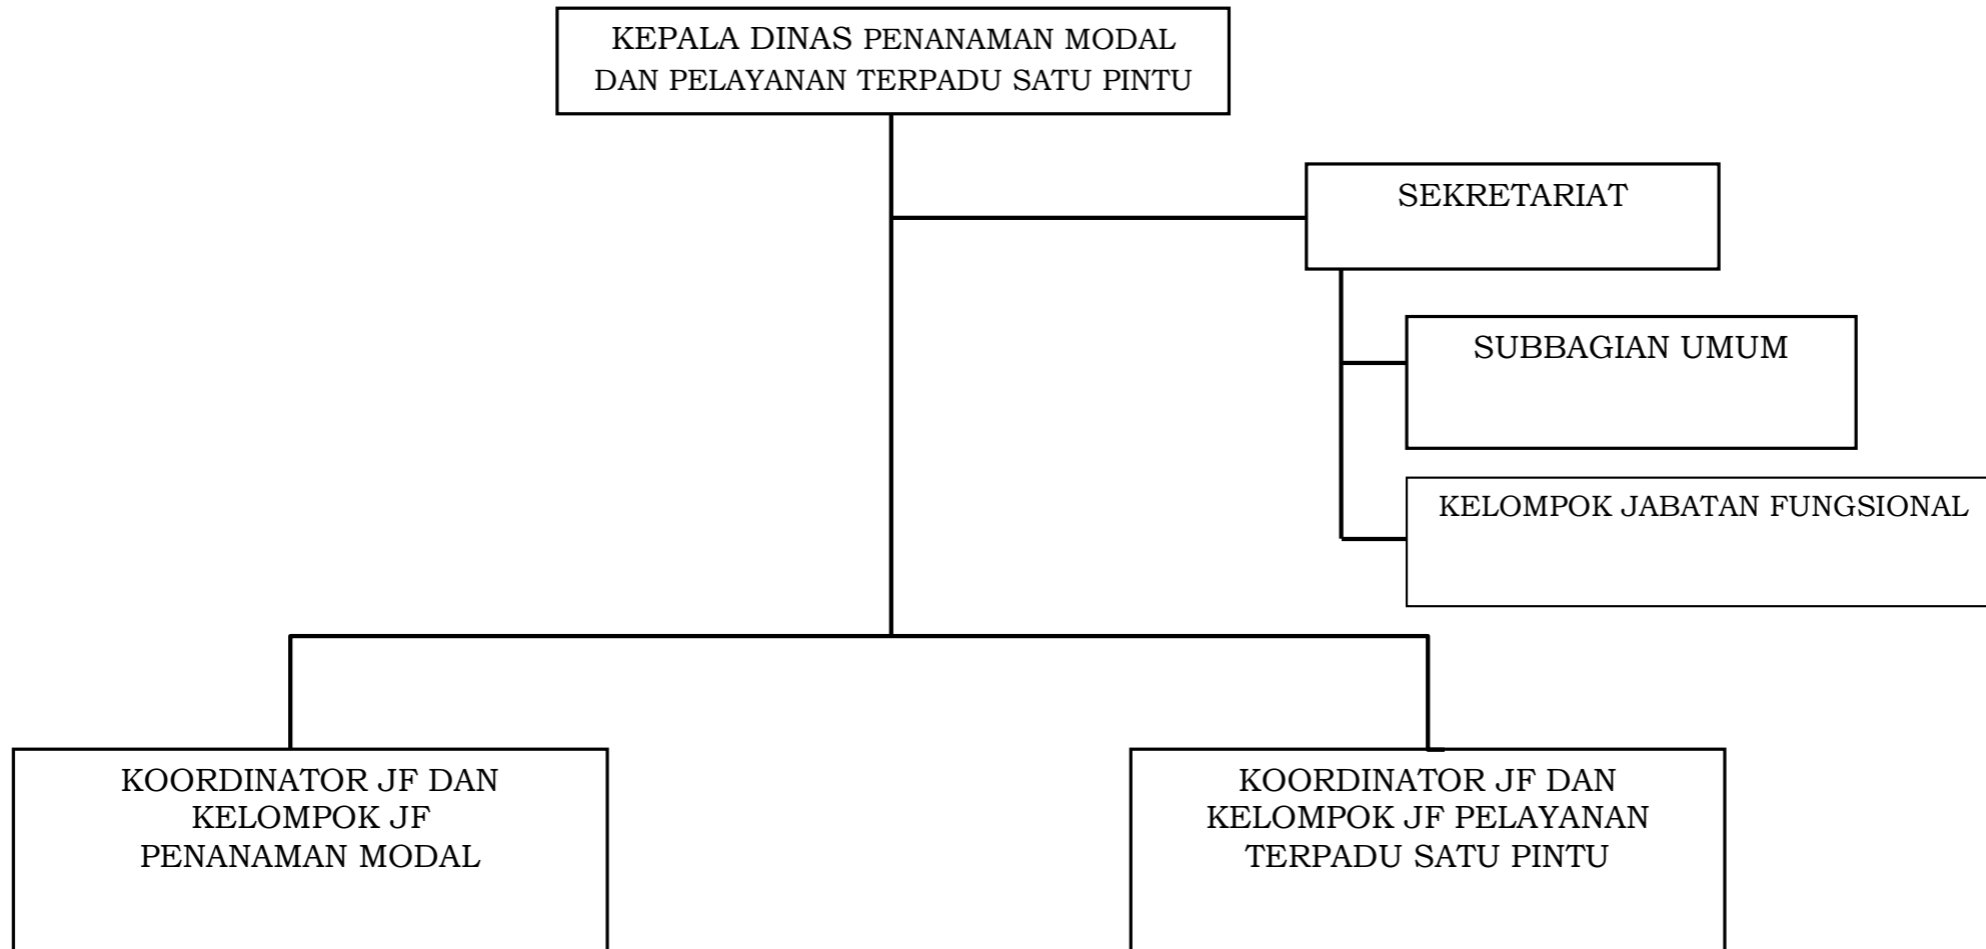 KEPALA DINAS PENANAMAN MODAL
DAN PELAYANAN TERPADU SATU PINTU
SEKRETARIAT
SUBBAGIAN UMUM
KELOMPOK JABATAN FUNGSIONAL
KOORDINATOR JF DAN
KELOMPOK JF
PENANAMAN MODAL
KOORDINATOR JF DAN
KELOMPOK JF PELAYANAN
TERPADU SATU PINTU